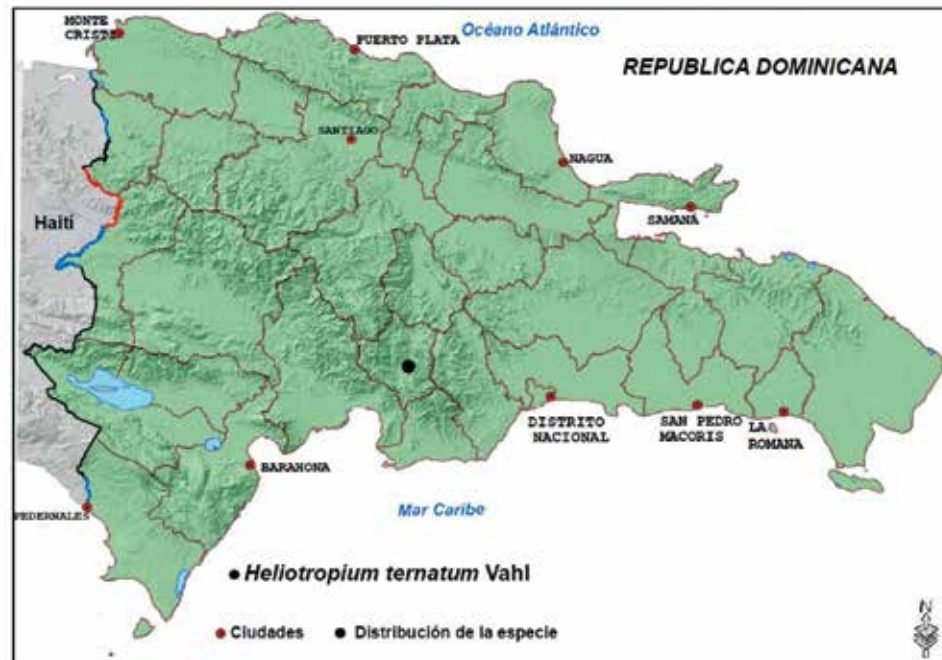 MONTE
CRISTI
PUERTO PLATA
Océano Atlántico
REPUBLICA DOMINICANA
SANTIAGO
NAGUA
SAMANÁ
Haití
DISTRITO
NACIONAL
SAN PEDRO
MACORIS
LA
ROMANA
BARAHONA
PEDERNALES
Mar Caribe
Heliotropium ternatum Vahl
Ciudades
Distribución de la especie
N